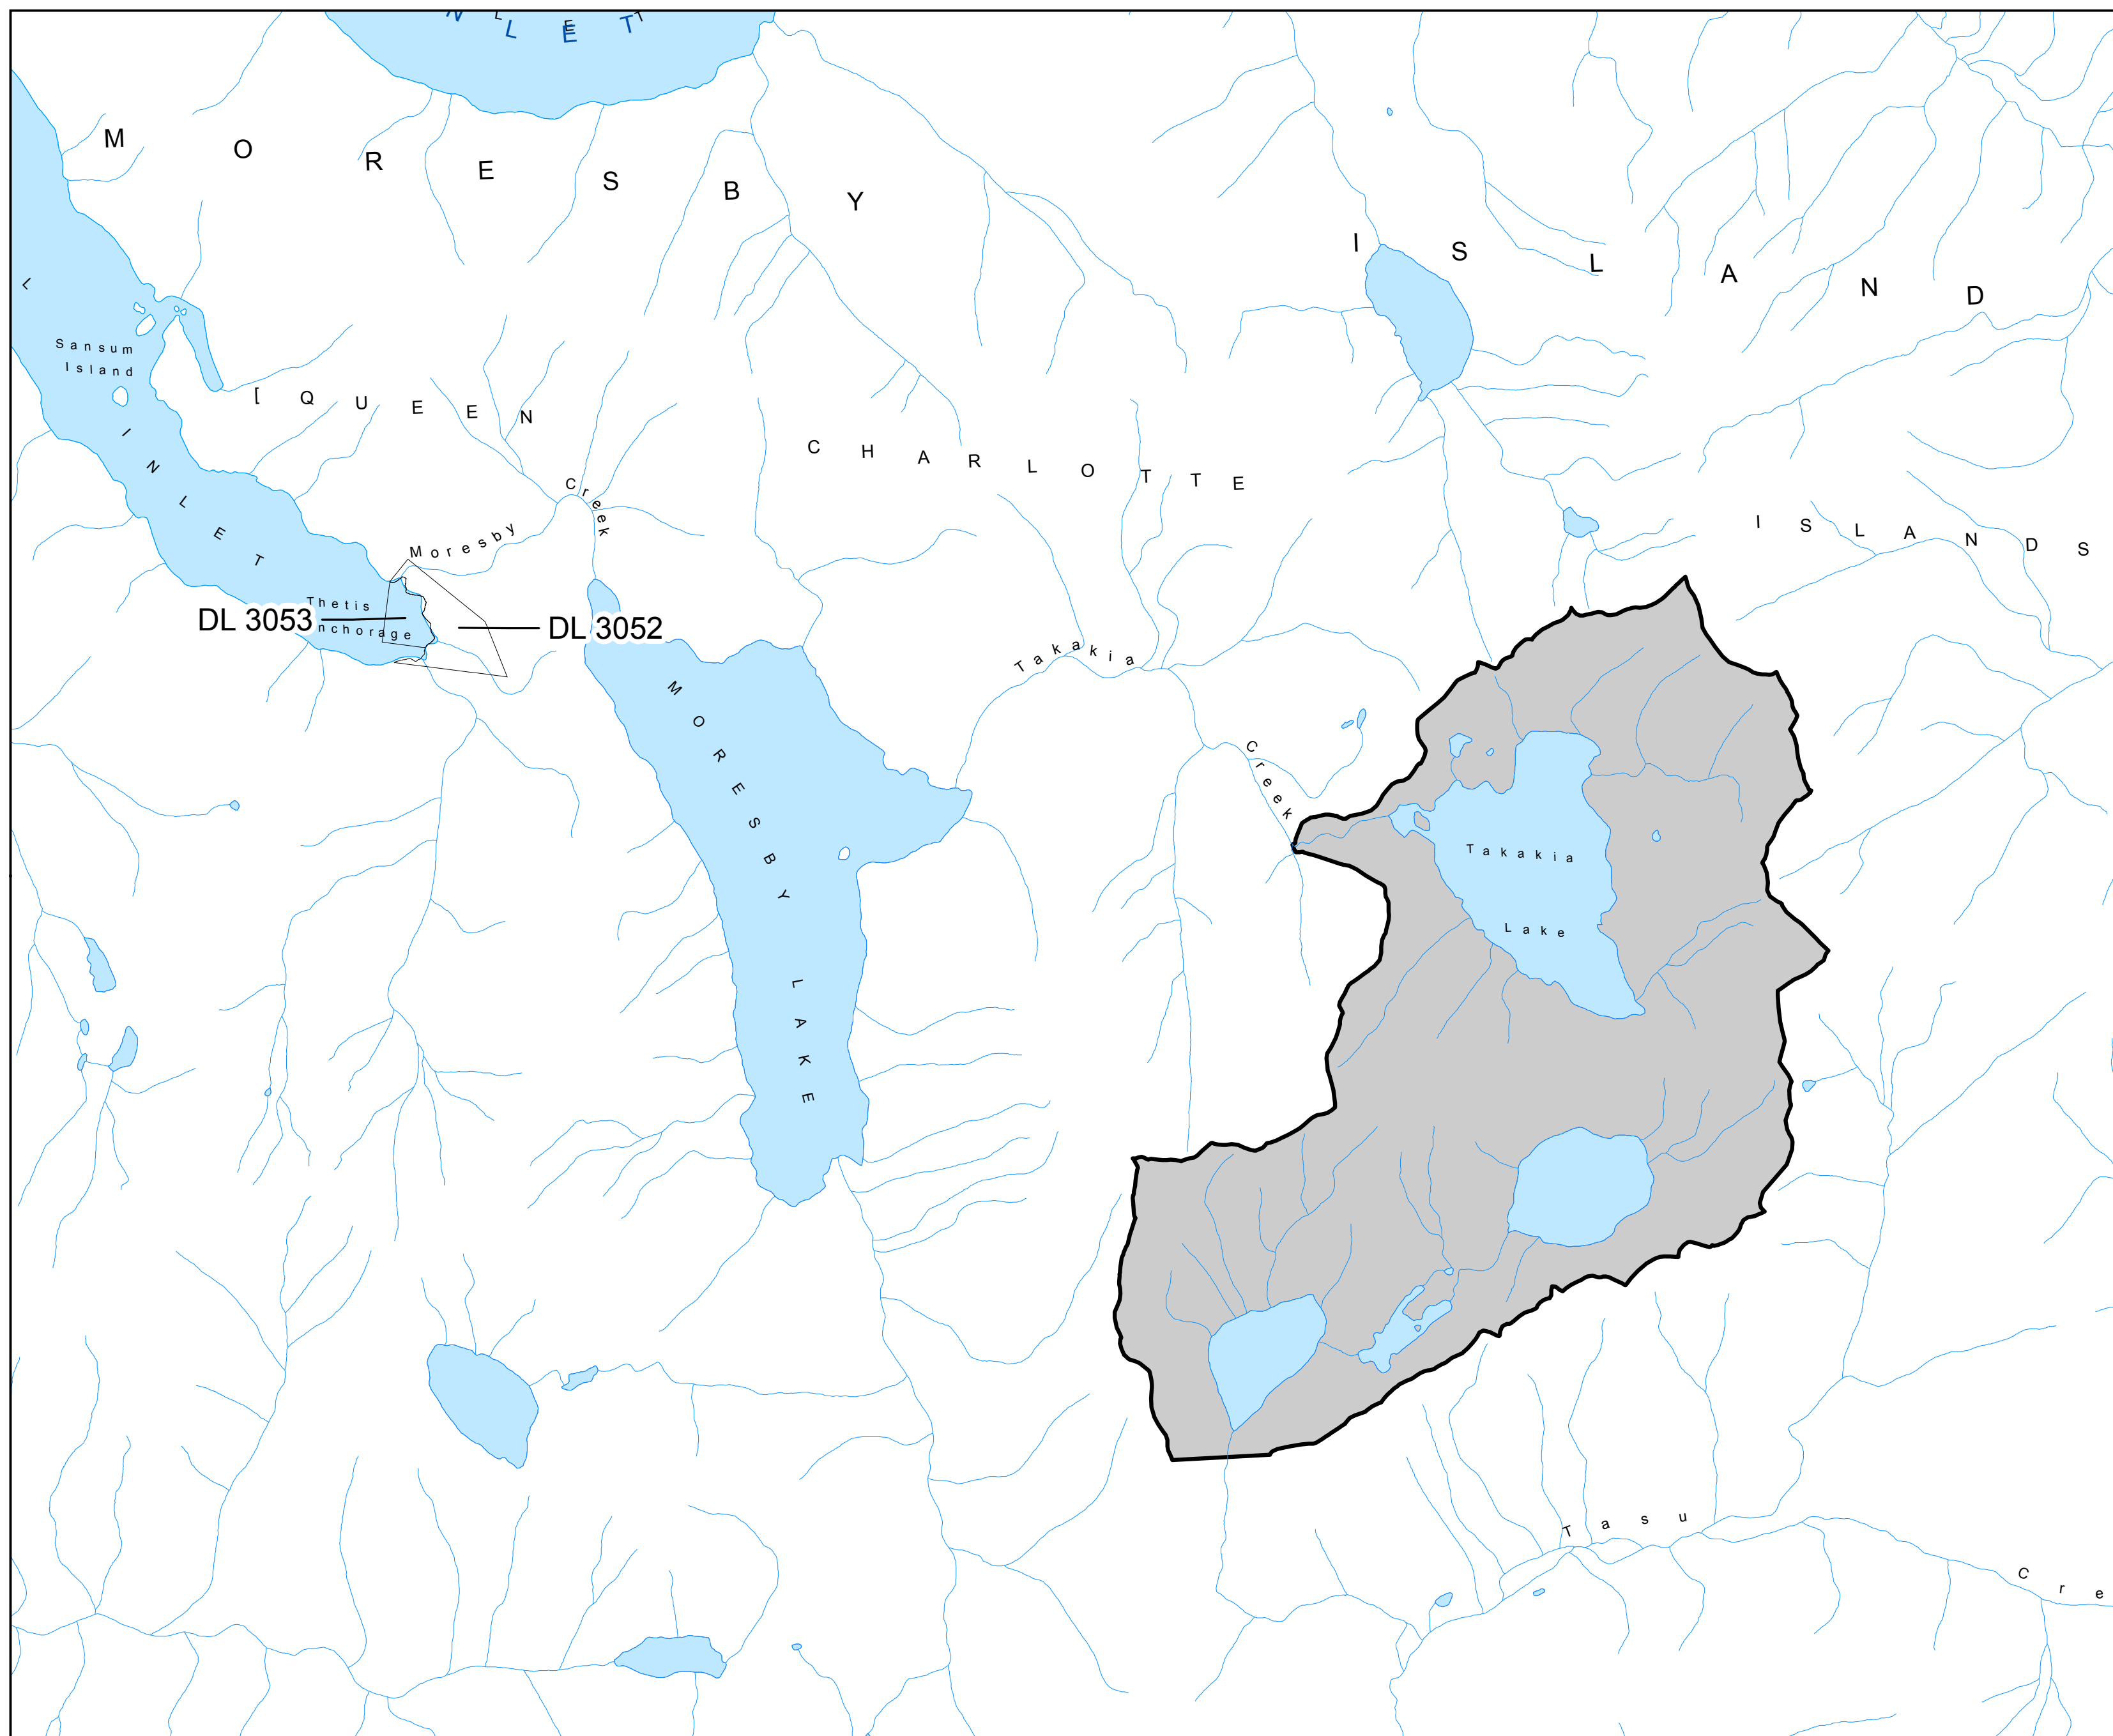 N L E T
L E T
MORESBY ISLAND
L
Sansum
Island
[QUEEN CHARLOTTE ISLANDS
INLET
Moresby Creek
Thetis
nchorage
DL 3053
DL 3052
MORESBY LAKE
Takakia Creek
Takakia
Lake
Tasu Cre